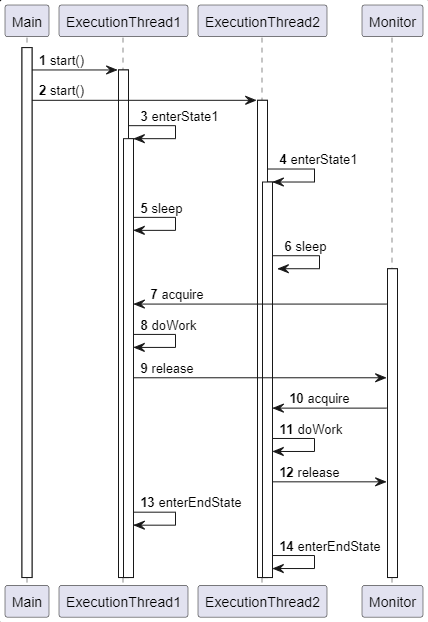 Main ExecutionThread1 ExecutionThread2 Monitor
1 start()
2 start()
3 enterState1
4 enterState1
5 sleep
6 sleep
7 acquire
8 doWork
9 release
10 acquire
11 doWork
12 release
13 enterEndState
14 enterEndState
Main ExecutionThread1 ExecutionThread2 Monitor